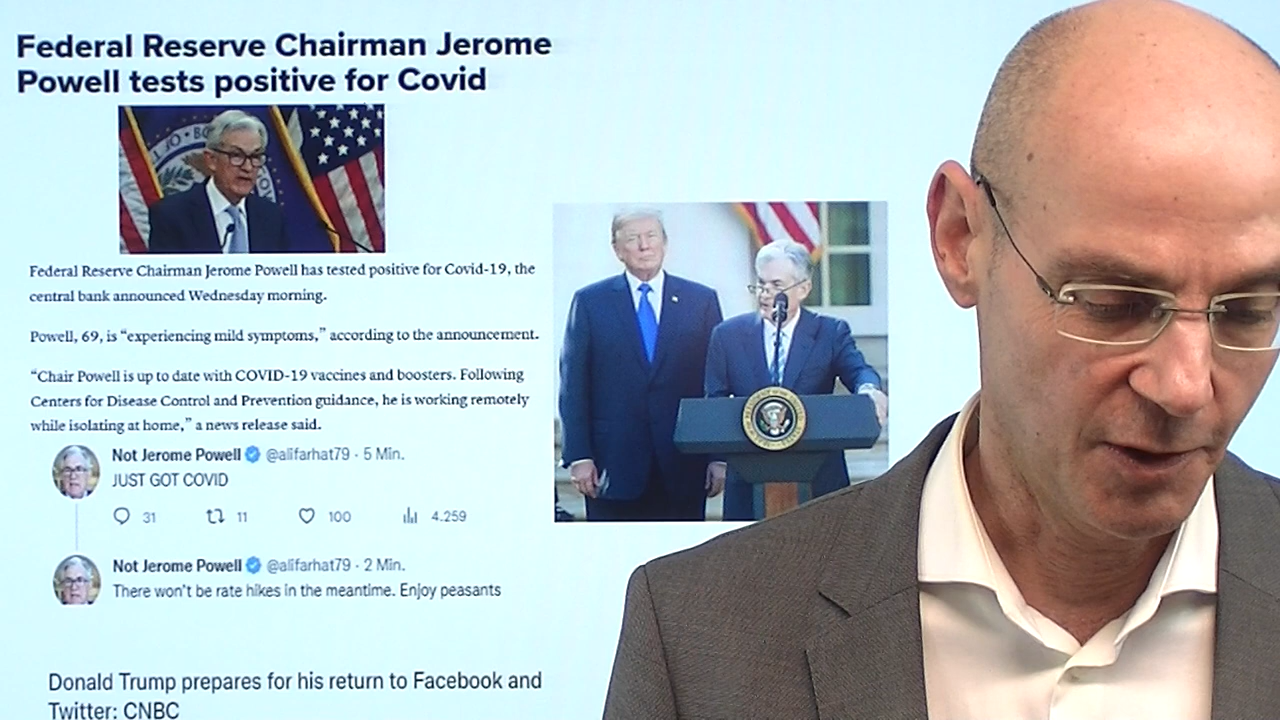 Federal Reserve Chairman Jerome
Powell tests positive for Covid
Federal Reserve Chairman Jerome Powell has tested positive for Covid-19, the
central bank announced Wednesday morning.
Powell, 69, is “experiencing mild symptoms,” according to the announcement.
“Chair Powell is up to date with COVID-19 vaccines and boosters. Following
Centers for Disease Control and Prevention guidance, he is working remotely
while isolating at home,” a news release said.
Not Jerome Powell @alifarhat79 · 5 Min.
JUST GOT COVID
31 11 100 4.259
Not Jerome Powell @alifarhat79 · 2 Min.
There won't be rate hikes in the meantime. Enjoy peasants
Donald Trump prepares for his return to Facebook and
Twitter: CNBC